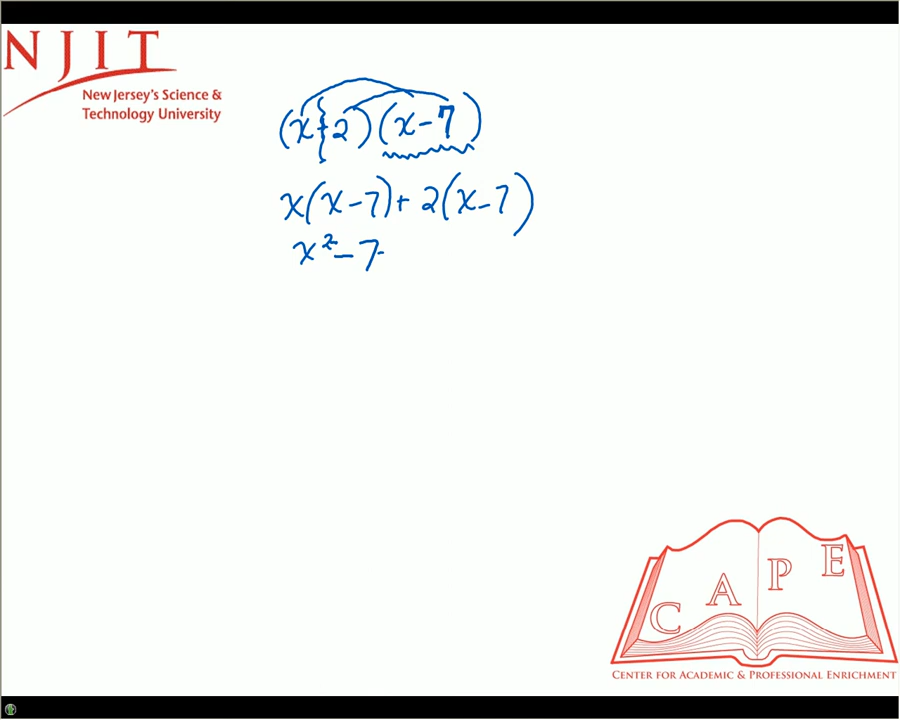 NJIT
New Jersey's Science &
Technology University
(x+2)(x-7)
x(x-7)+2(x-7)
x²-7
CAPE
CENTER FOR ACADEMIC & PROFESSIONAL ENRICHMENT